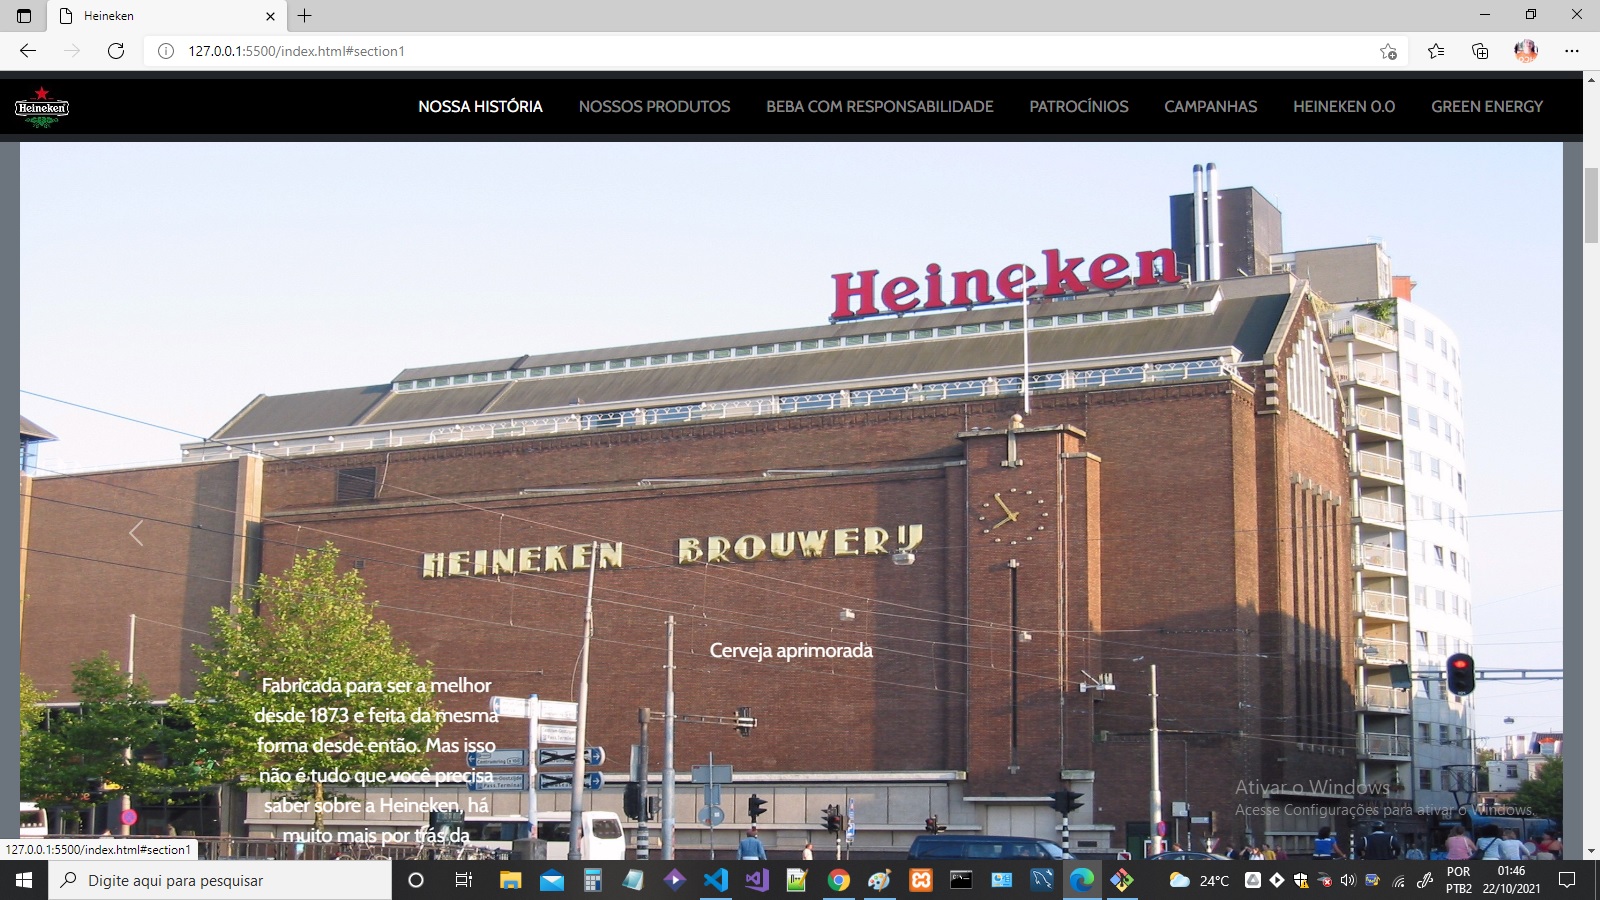 Heineken
127.0.0.1:5500/index.html#section1
Heineken
NOSSA HISTÓRIA
NOSSOS PRODUTOS
BEBA COM RESPONSABILIDADE
PATROCÍNIOS
CAMPANHAS
HEINEKEN 0.0
GREEN ENERGY
Heineken
HEINEKEN BROUWERIJ
Cerveja aprimorada
Fabricada para ser a melhor
desde 1873 e feita da mesma
forma desde então. Mas isso
não é tudo que você precisa
saber sobre a Heineken, há
muito mais por trás da
Ativar o Windows
Acesse Configurações para ativar o Windows.
127.0.0.1:5500/index.html#section1
Digite aqui para pesquisar
24°C
POR
PTB2
01:46
22/10/2021